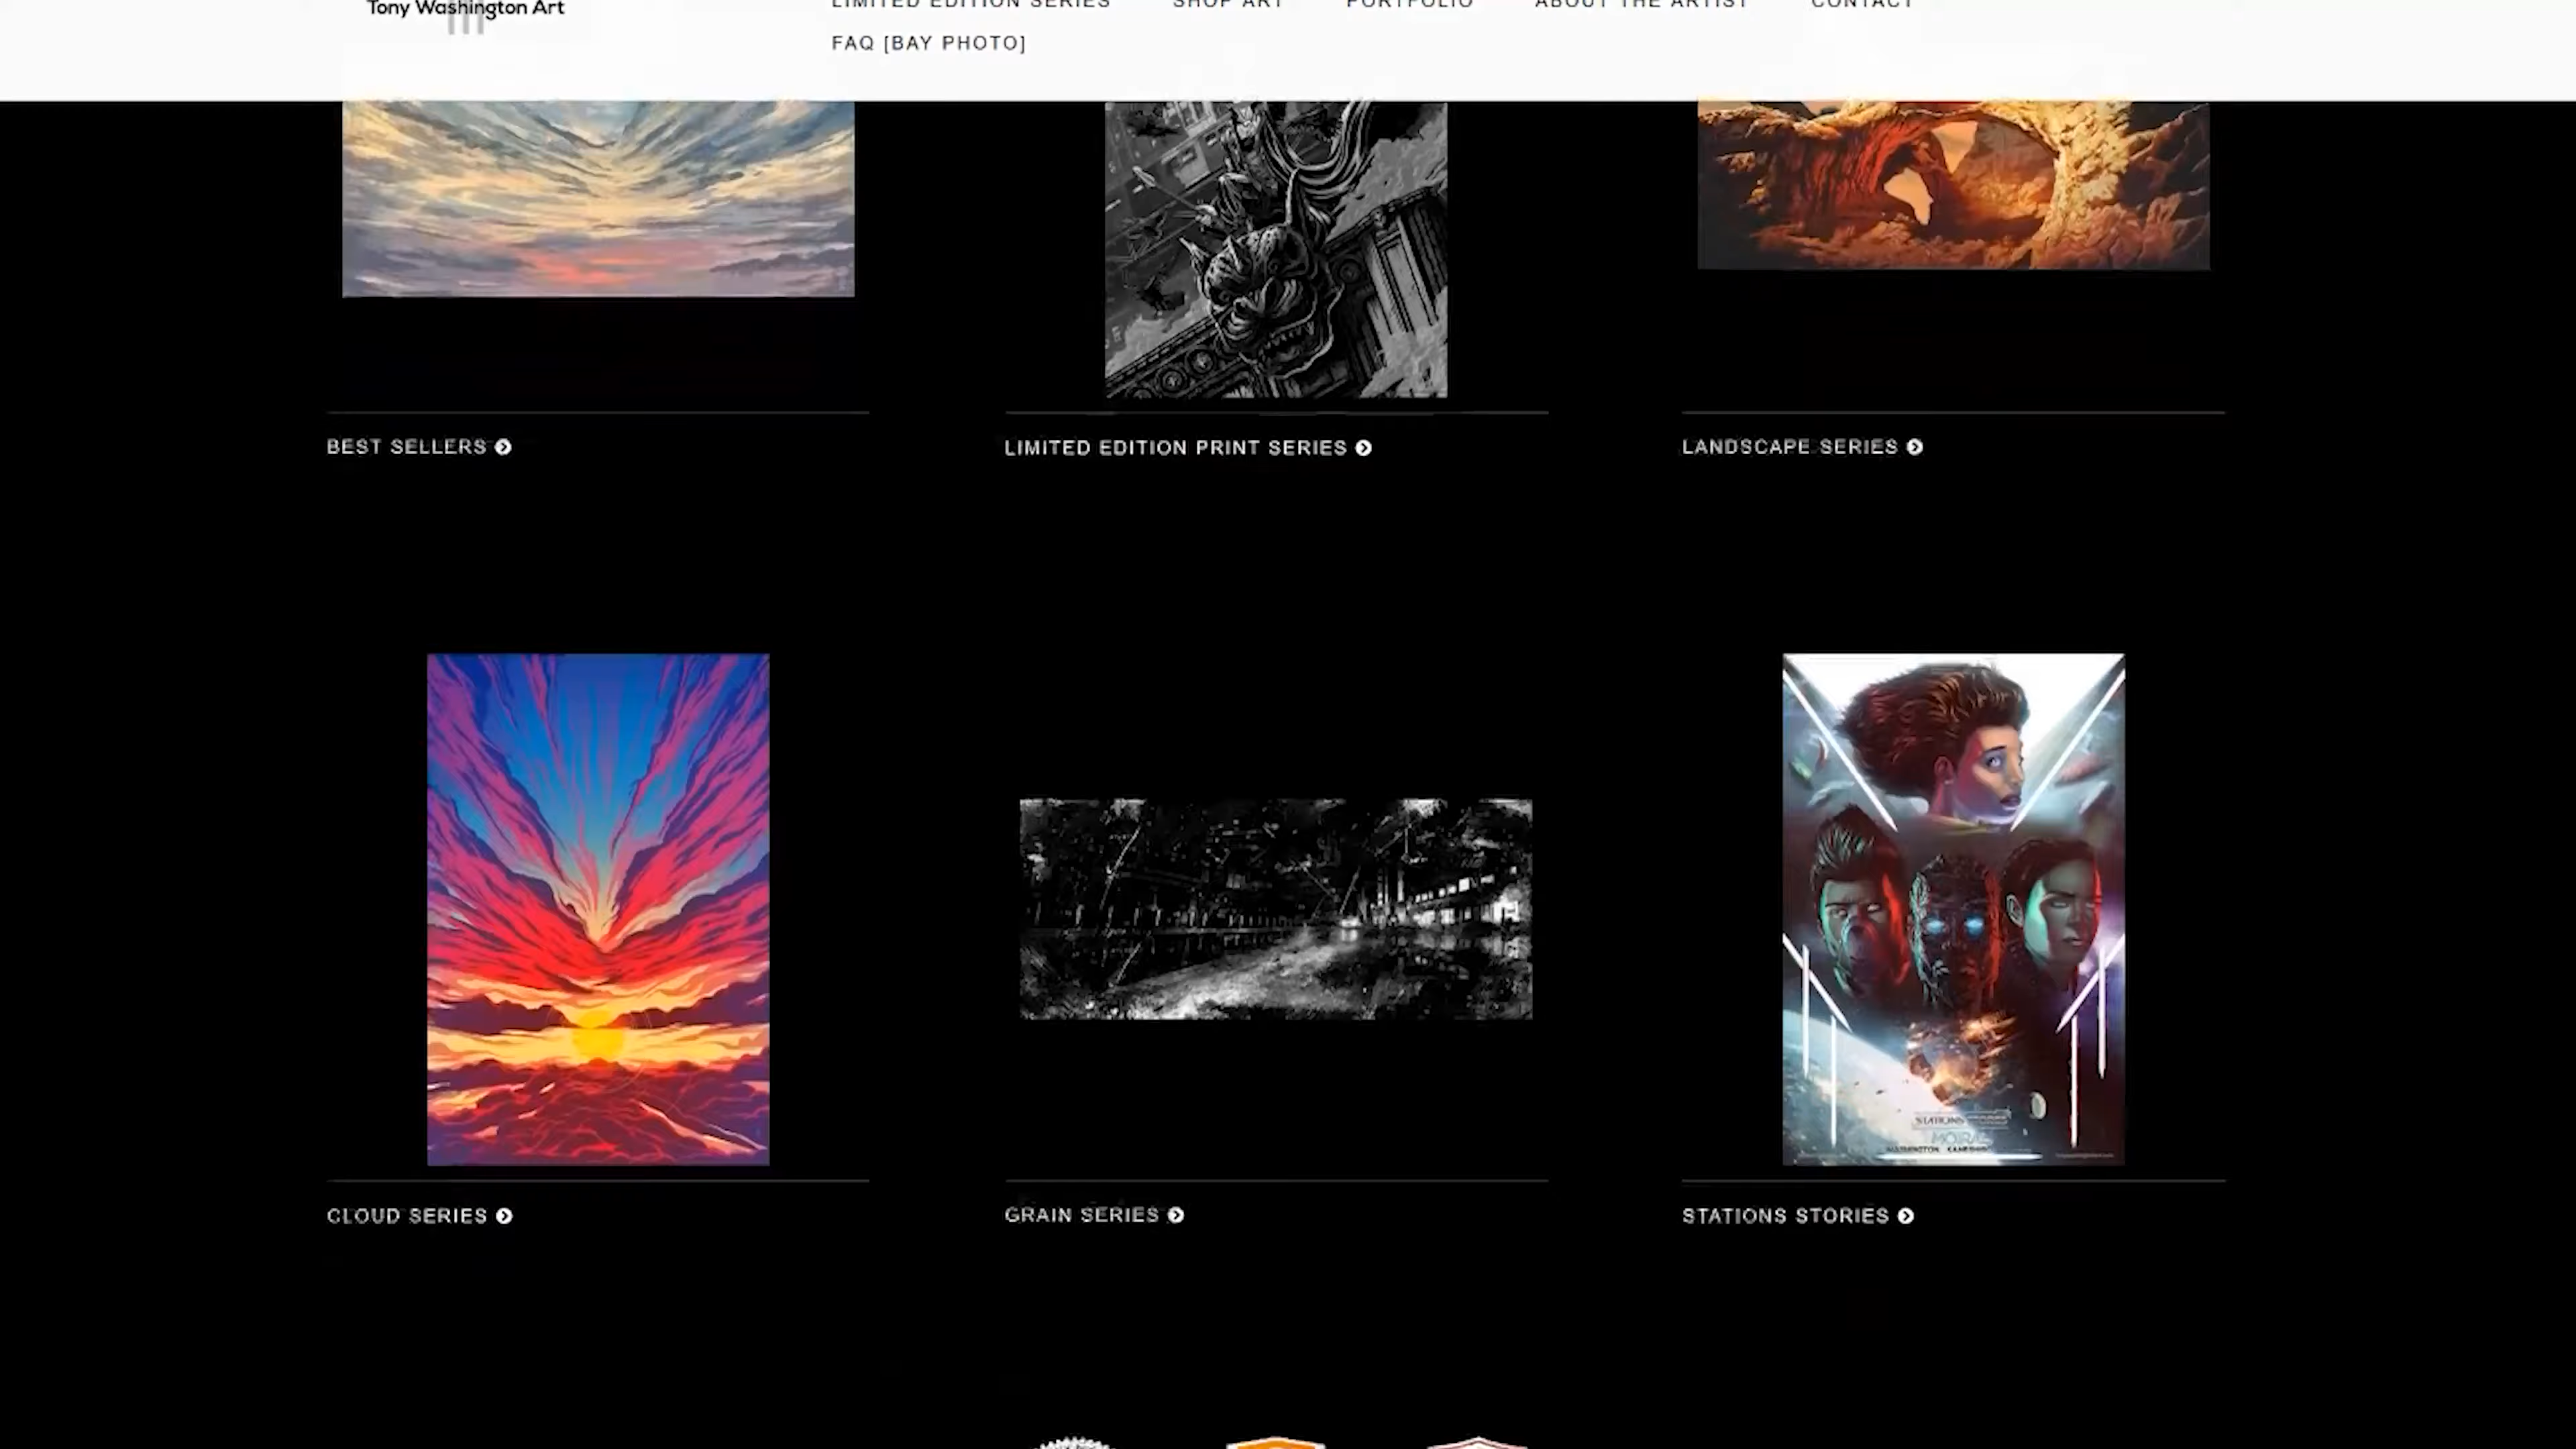 Tony Washington Art
LIMITED EDITION SERIES
SHOP ART
PORTFOLIO
ABOUT THE ARTIST
CONTACT
FAQ [BAY PHOTO]
BEST SELLERS
LIMITED EDITION PRINT SERIES
LANDSCAPE SERIES
STATIONS
CLOUD SERIES
GRAIN SERIES
STATIONS STORIES